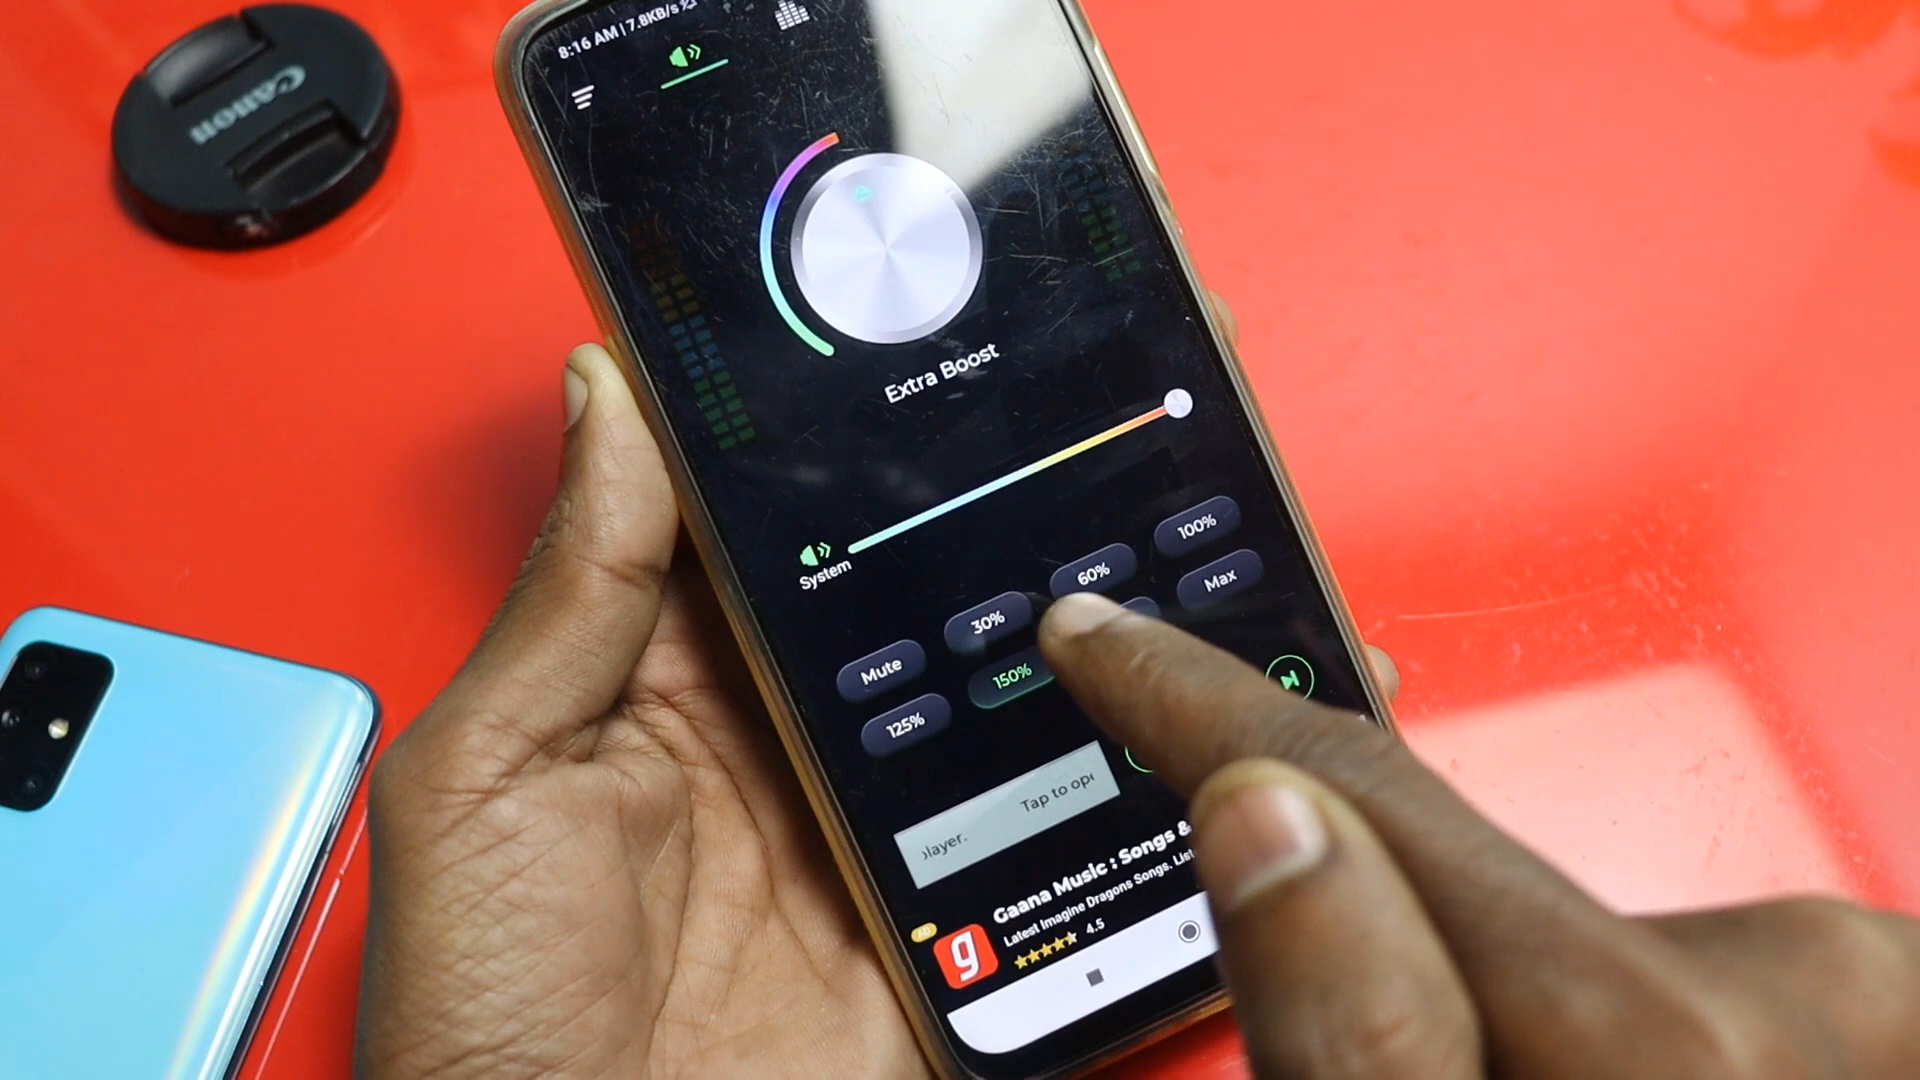 Canon
8:16 AM | 7.8KB/s
Extra Boost
System
Mute
30%
60%
100%
125%
150%
Max
player.
Tap to ope
AD
g
Gaana Music : Songs &
Latest Imagine Dragons Songs. List
4.5